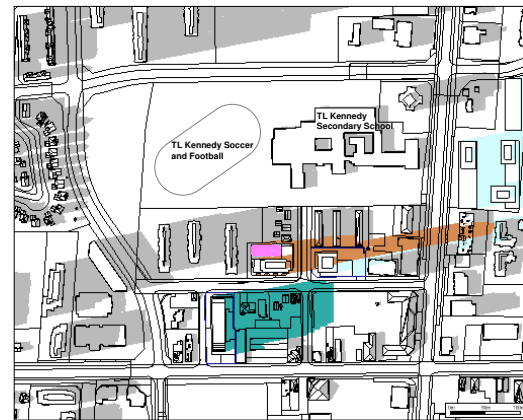 TL Kennedy
Secondary School
TL Kennedy Soccer
and Football